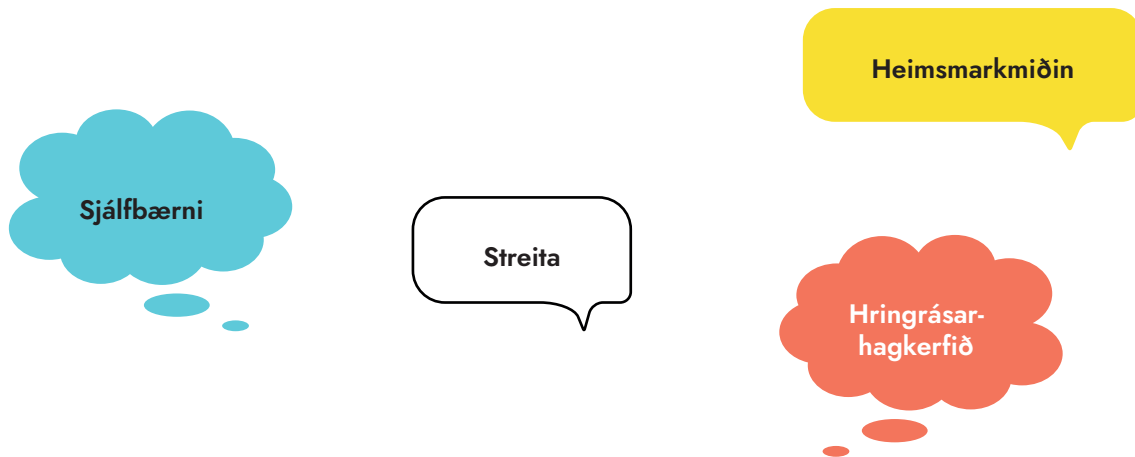 Heimsmarkmiðin
Sjálfbærni
Streita
Hringrásar-
hagkerfið